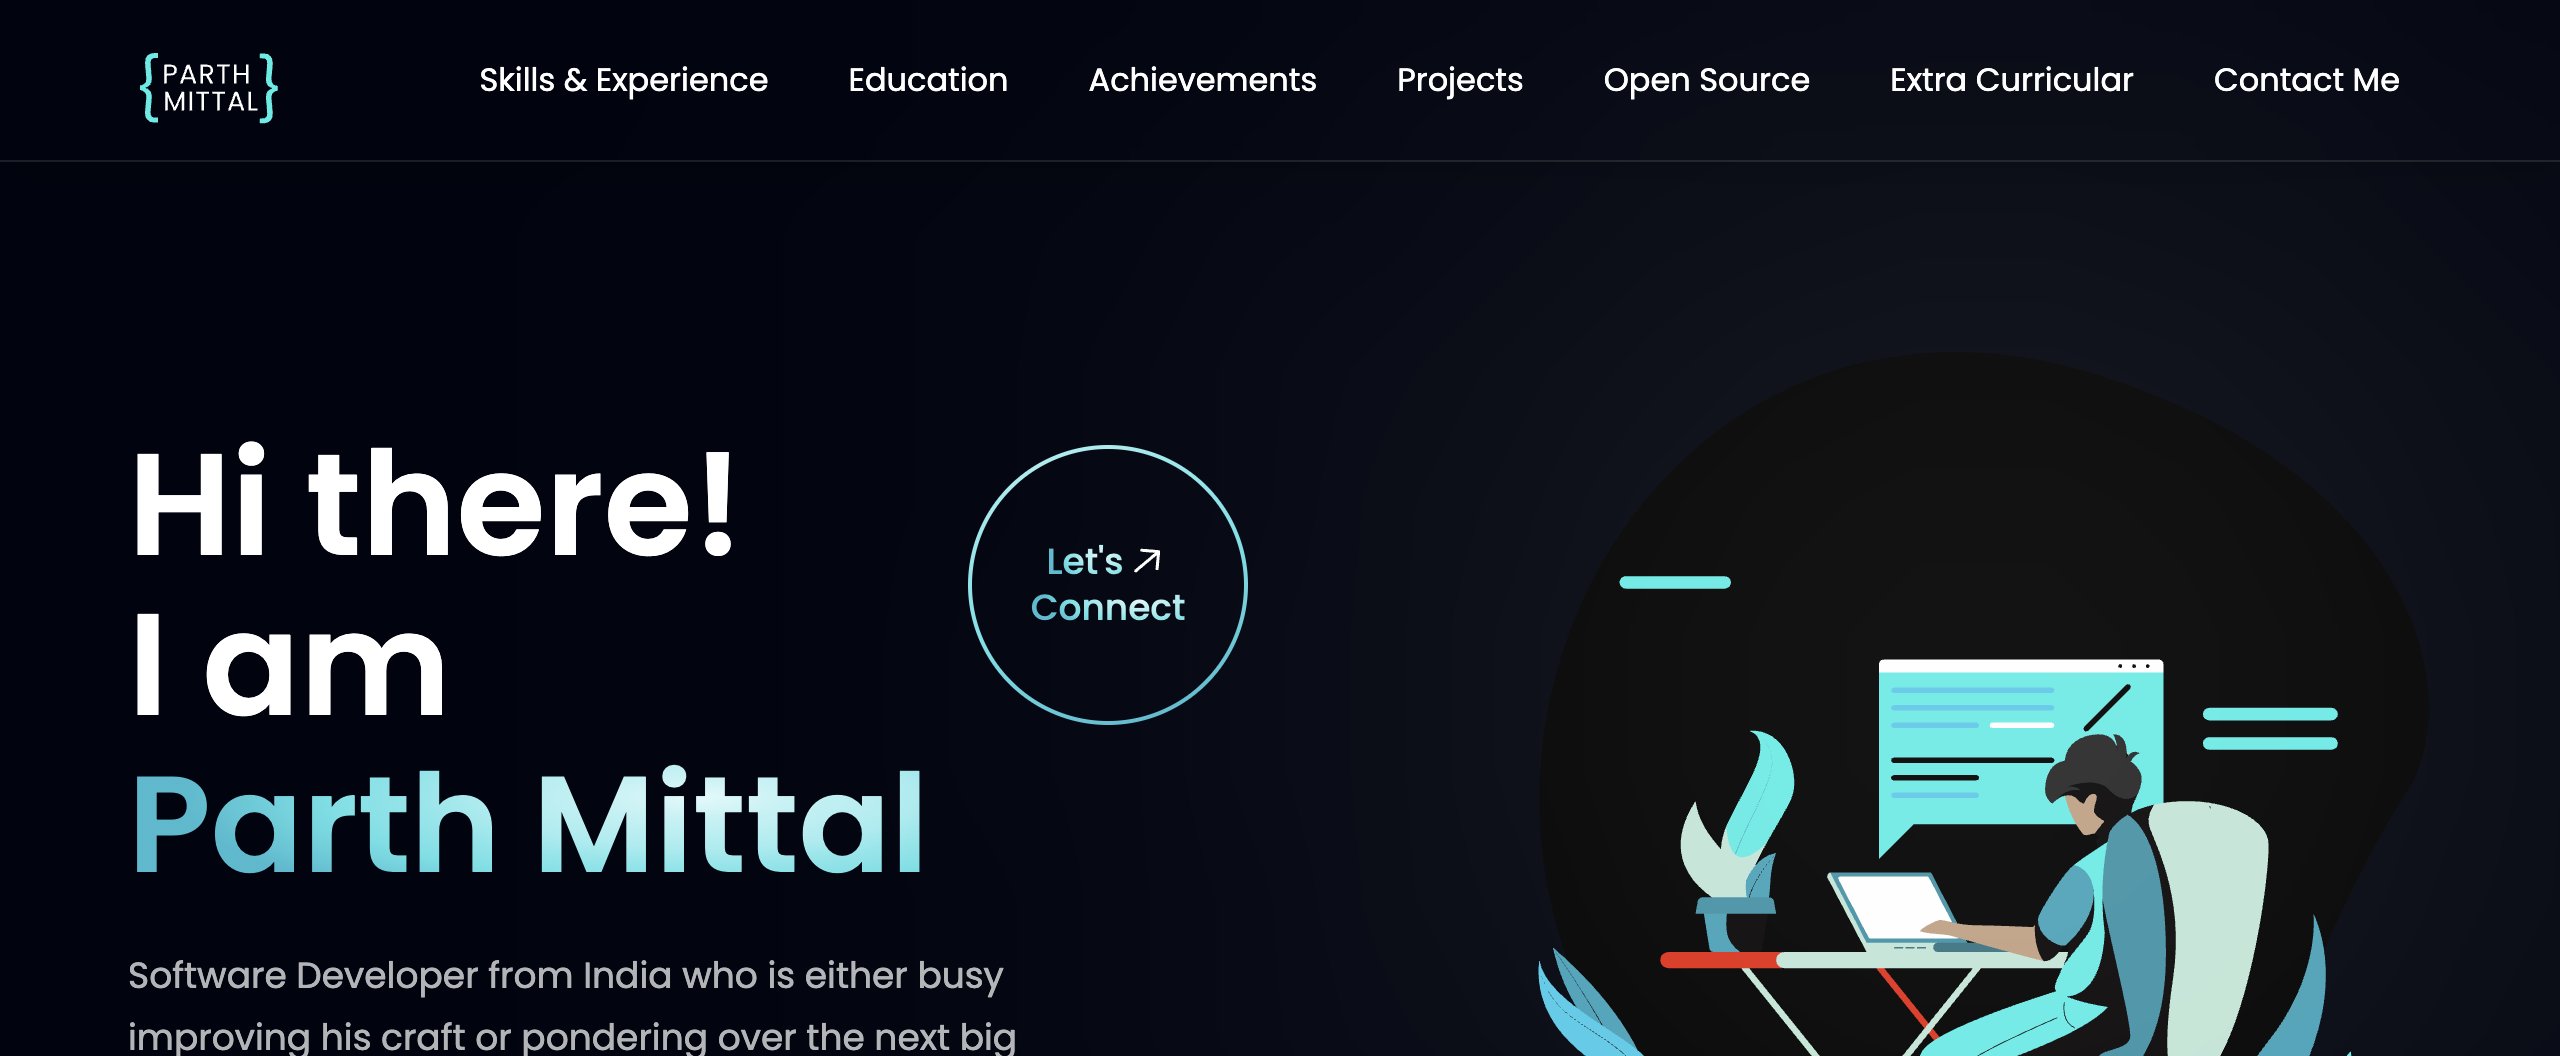 PARTH
MITTAL
Skills & Experience Education Achievements Projects Open Source Extra Curricular Contact Me
Hi there!
I am
Parth Mittal
Let's
Connect
Software Developer from India who is either busy
improving his craft or pondering over the next big